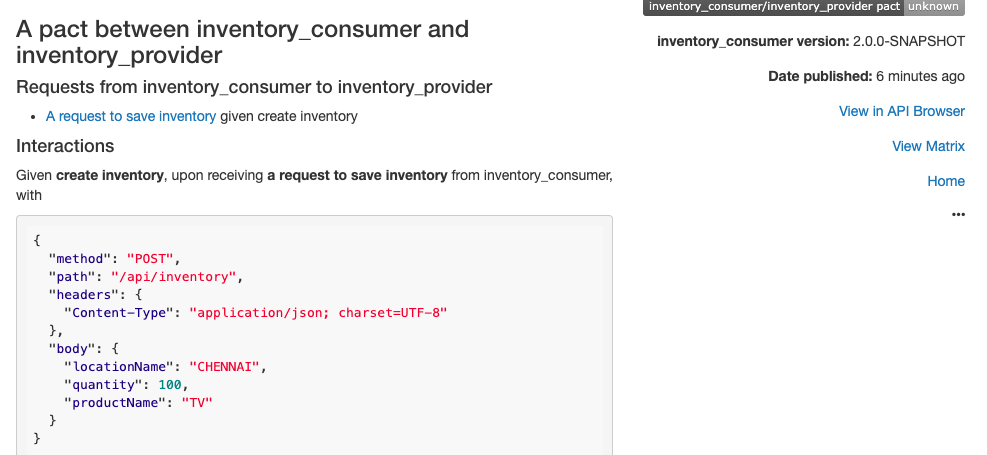 A pact between inventory_consumer and
inventory_provider
Requests from inventory_consumer to inventory_provider
• A request to save inventory given create inventory
Interactions
Given create inventory, upon receiving a request to save inventory from inventory_consumer,
with
{
  "method": "POST",
  "path": "/api/inventory",
  "headers": {
    "Content-Type": "application/json; charset=UTF-8"
  },
  "body": {
    "locationName": "CHENNAI",
    "quantity": 100,
    "productName": "TV"
  }
}
inventory_consumer/inventory_provider pact unknown
inventory_consumer version: 2.0.0-SNAPSHOT
Date published: 6 minutes ago
View in API Browser
View Matrix
Home
•••